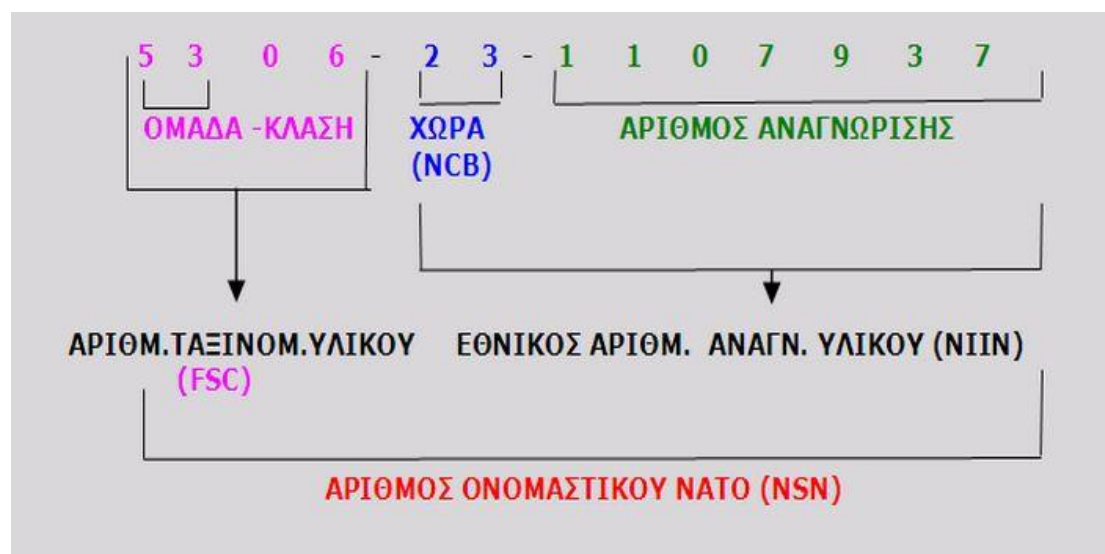 5 3 0 6 - 2 3 - 1 1 0 7 9 3 7
ΟΜΑΔΑ -ΚΛΑΣΗ ΧΩΡΑ ΑΡΙΘΜΟΣ ΑΝΑΓΝΩΡΙΣΗΣ
(NCB)
ΑΡΙΘΜ.ΤΑΞΙΝΟΜ.ΥΛΙΚΟΥ ΕΘΝΙΚΟΣ ΑΡΙΘΜ. ΑΝΑΓΝ. ΥΛΙΚΟΥ (NIIN)
(FSC)
ΑΡΙΘΜΟΣ ΟΝΟΜΑΣΤΙΚΟΥ ΝΑΤΟ (NSN)